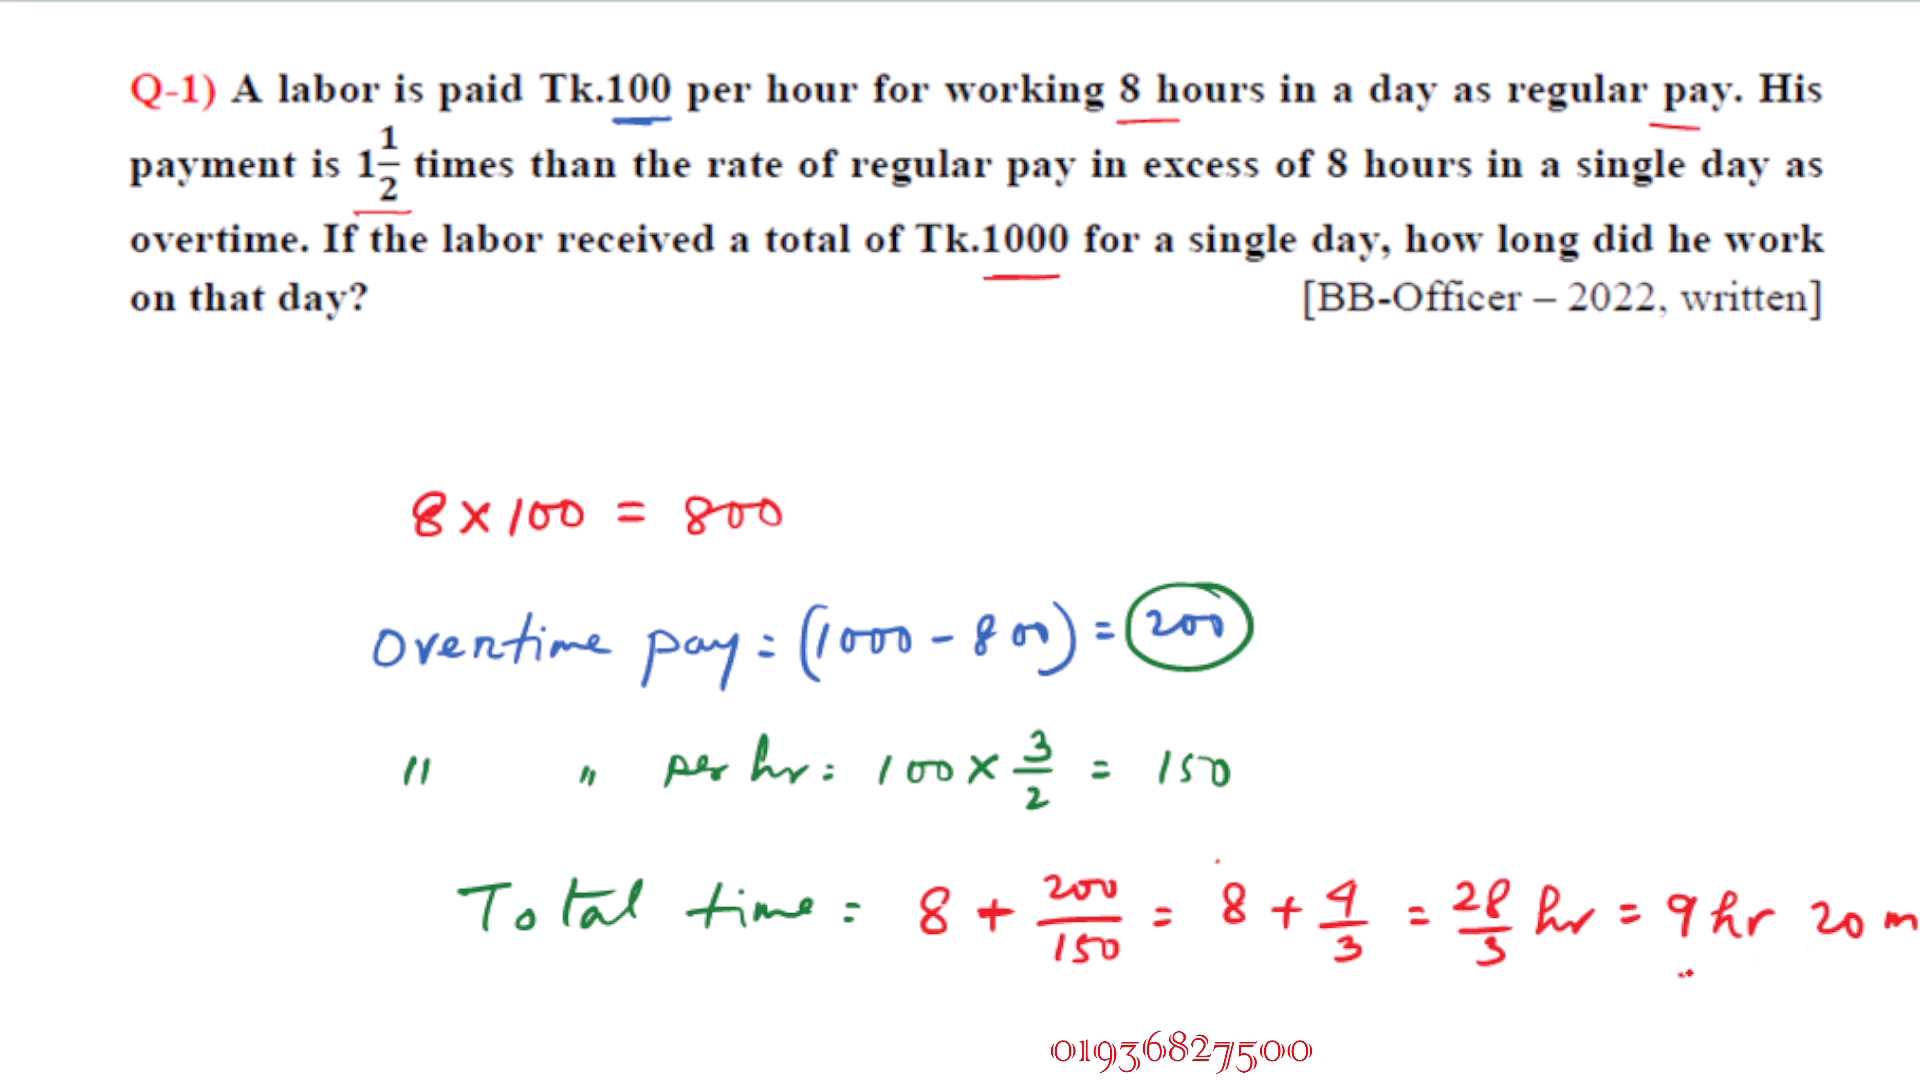 Q-1) A labor is paid Tk.100 per hour for working 8 hours in a day as regular pay. His
payment is 1 1/2 times than the rate of regular pay in excess of 8 hours in a single day as
overtime. If the labor received a total of Tk.1000 for a single day, how long did he work
on that day? [BB-Officer – 2022, written]
8 × 100 = 800
Overtime pay = (1000 - 800) = 200
" " per hr = 100 × 3/2 = 150
Total time = 8 + 200/150 = 8 + 4/3 = 28/3 hr = 9 hr 20 m
01936827500